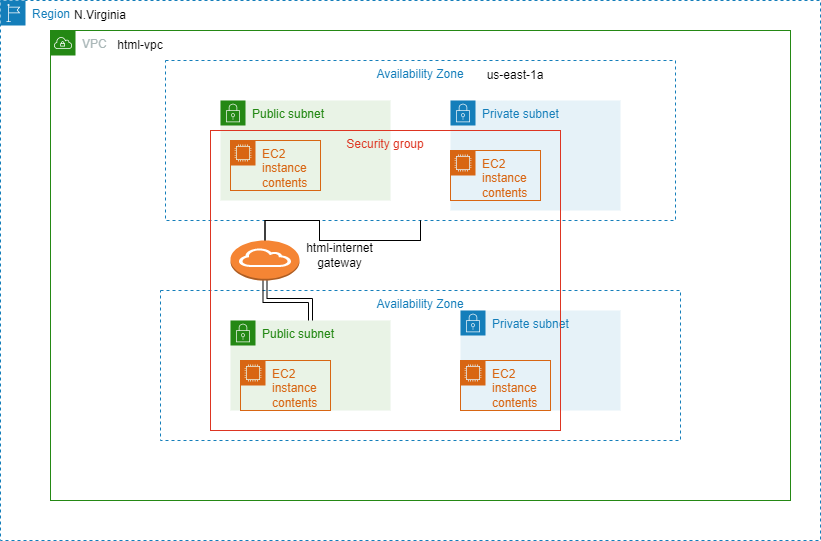 Region N.Virginia
VPC html-vpc
Availability Zone us-east-1a
Public subnet
Private subnet
Security group
EC2
instance
contents
EC2
instance
contents
html-internet
gateway
Availability Zone
Public subnet
Private subnet
EC2
instance
contents
EC2
instance
contents